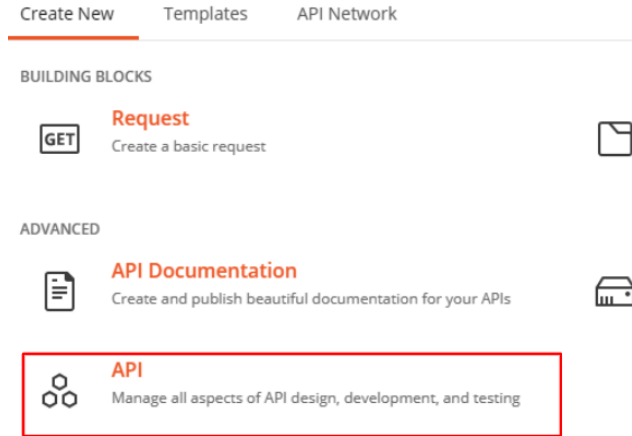 Create New Templates API Network
BUILDING BLOCKS
GET
Request
Create a basic request
ADVANCED
API Documentation
Create and publish beautiful documentation for your APIs
API
Manage all aspects of API design, development, and testing